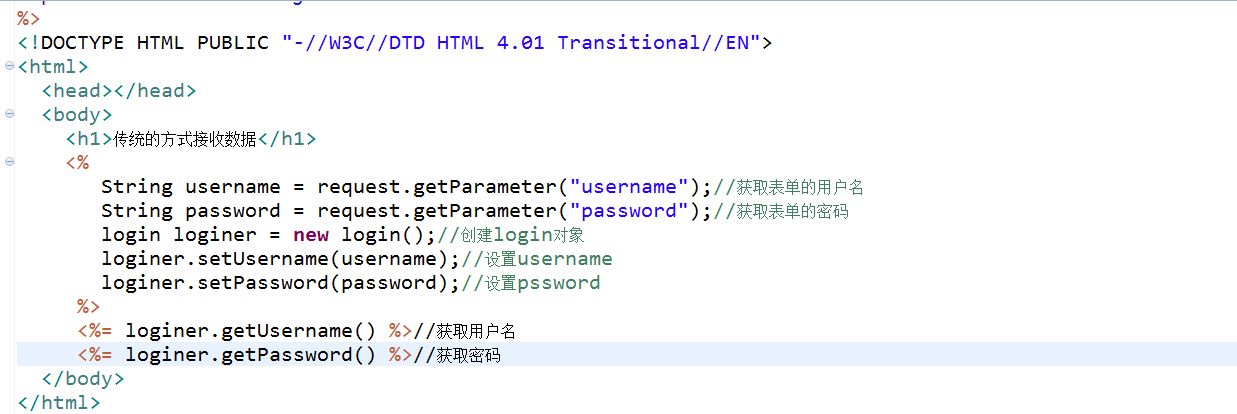 %>
<!DOCTYPE HTML PUBLIC "-//W3C//DTD HTML 4.01 Transitional//EN">
<html>
<head></head>
<body>
<h1>传统的方式接收数据</h1>
<%
String username = request.getParameter("username");//获取表单的用户名
String password = request.getParameter("password");//获取表单的密码
login loginer = new login();//创建login对象
loginer.setUsername(username);//设置username
loginer.setPassword(password);//设置pssword
%>
<%= loginer.getUsername() %>//获取用户名
<%= loginer.getPassword() %>//获取密码
</body>
</html>